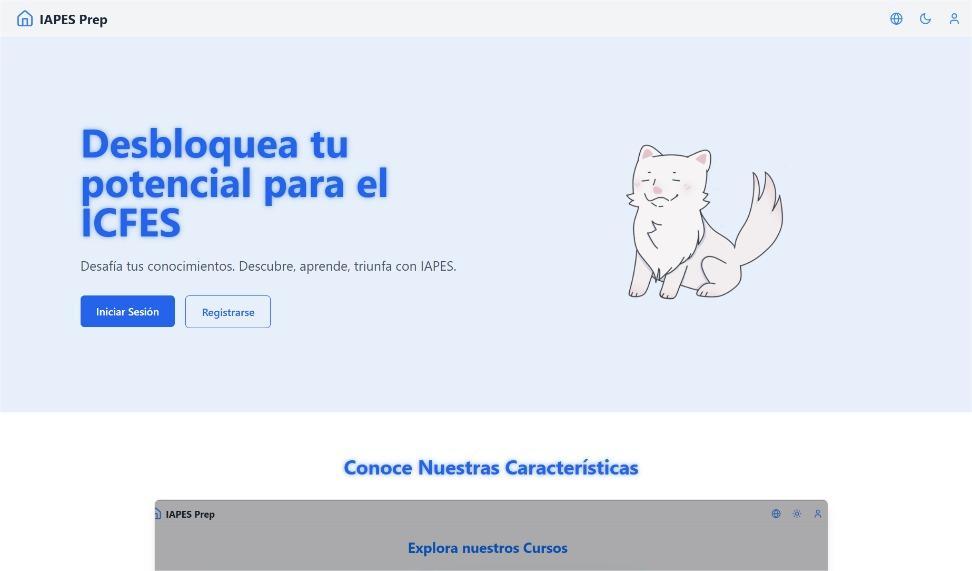 IAPES Prep
Desbloquea tu
potencial para el
ICFES
Desafía tus conocimientos. Descubre, aprende, triunfa con IAPES.
Iniciar Sesión
Registrarse
Conoce Nuestras Características
IAPES Prep
Explora nuestros Cursos